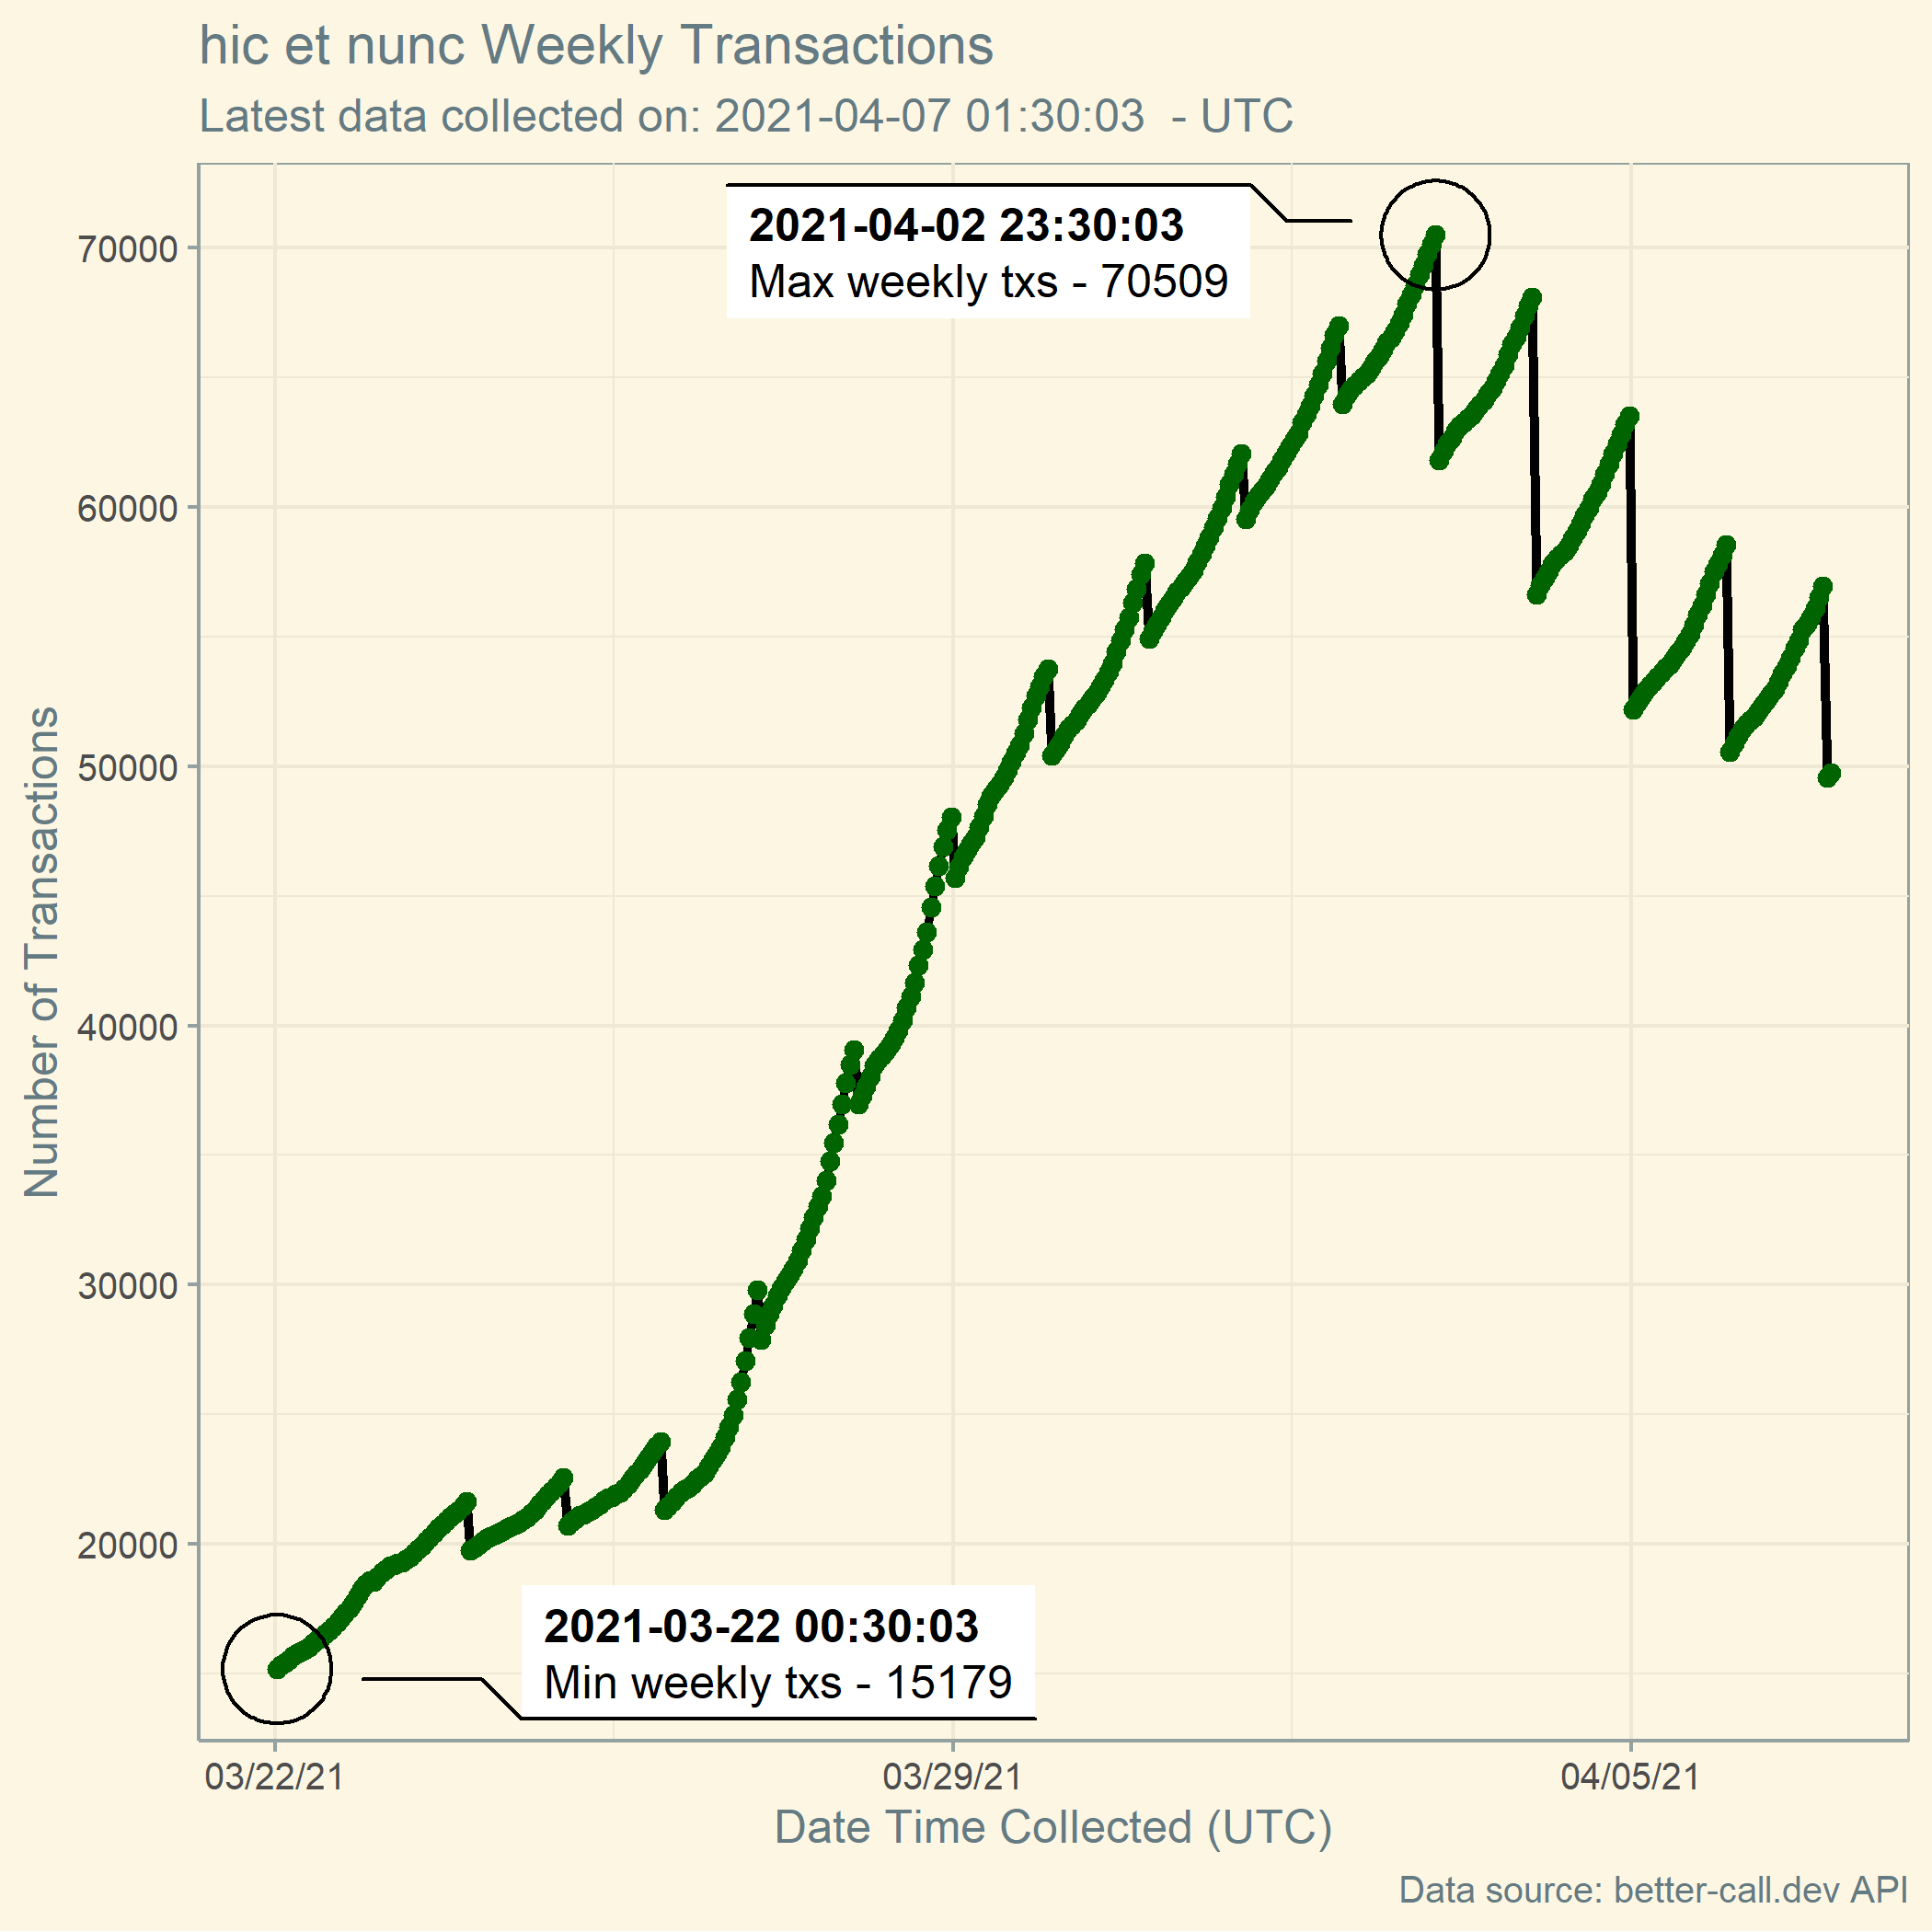 hic et nunc Weekly Transactions
Latest data collected on: 2021-04-07 01:30:03  - UTC
2021-04-02 23:30:03
Max weekly txs - 70509
70000
60000
50000
40000
30000
20000
Number of Transactions
2021-03-22 00:30:03
Min weekly txs - 15179
03/22/21
03/29/21
04/05/21
Date Time Collected (UTC)
Data source: better-call.dev API